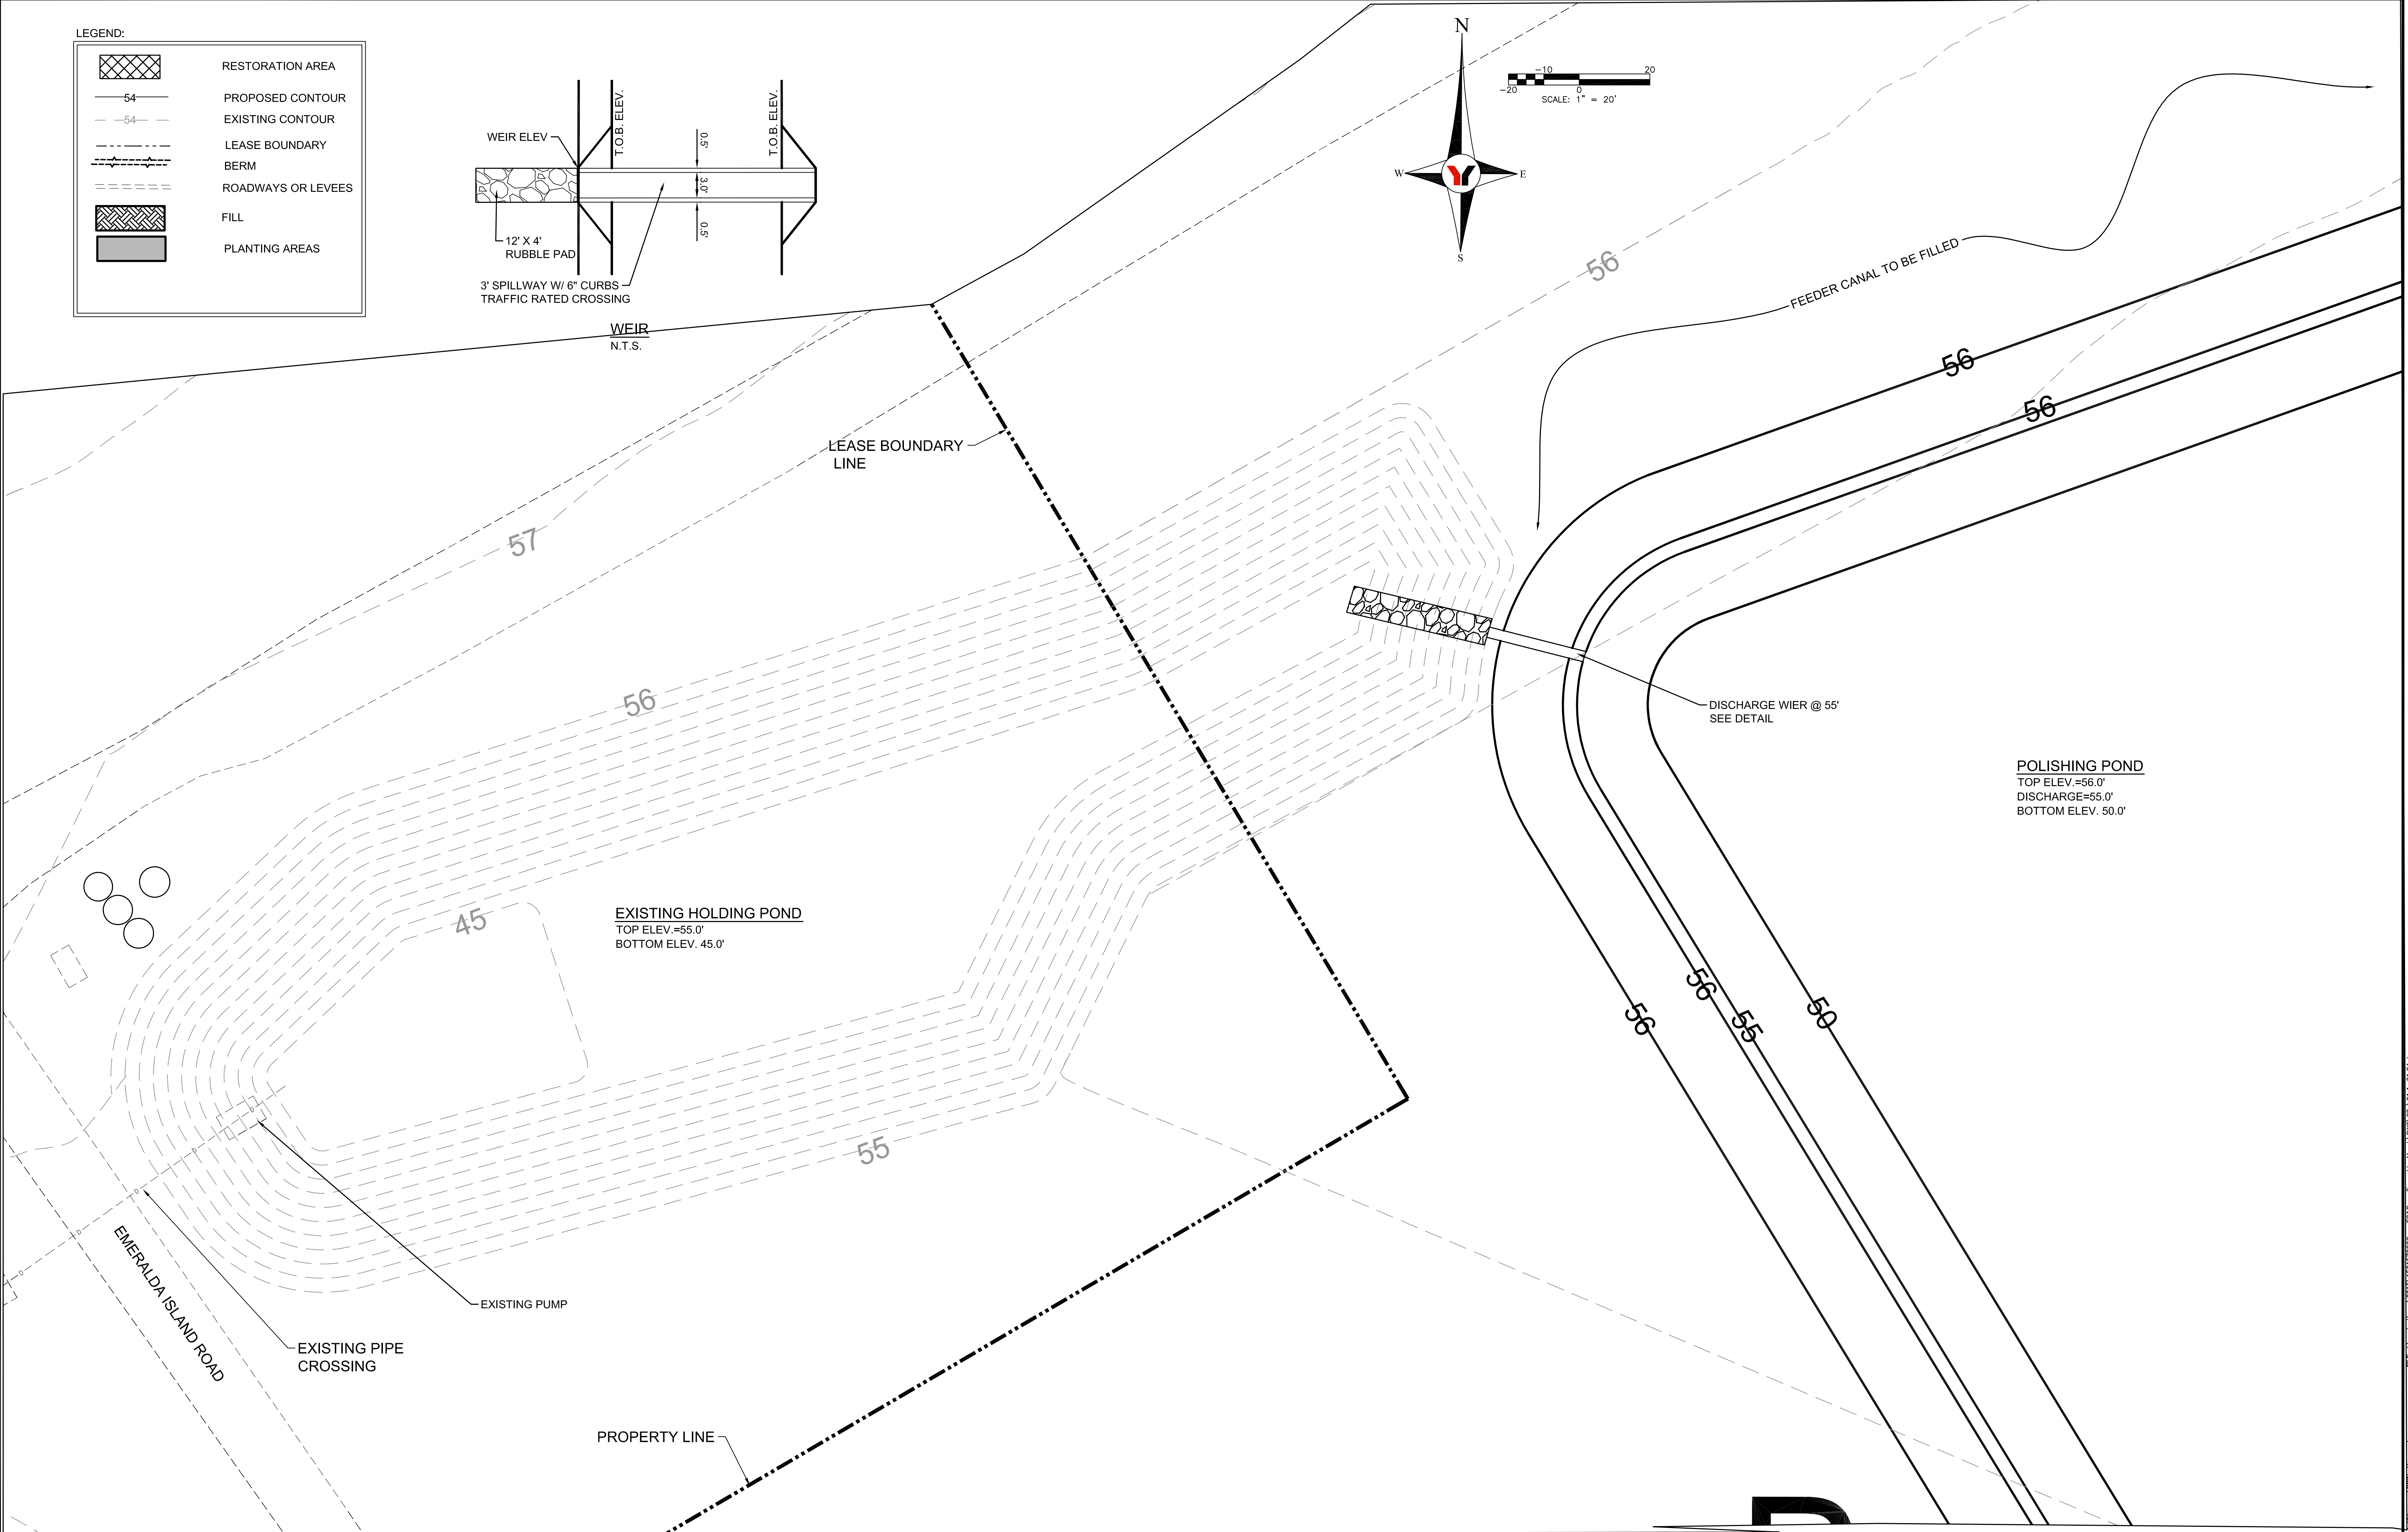 LEGEND:
RESTORATION AREA
54
PROPOSED CONTOUR
54
EXISTING CONTOUR
LEASE BOUNDARY
BERM
ROADWAYS OR LEVEES
FILL
PLANTING AREAS
WEIR ELEV
T.O.B. ELEV.
T.O.B. ELEV.
0.5'
3.0'
0.5'
12' X 4'
RUBBLE PAD
3' SPILLWAY W/ 6" CURBS
TRAFFIC RATED CROSSING
WEIR
N.T.S.
N
W
E
S
-10
20
-20
0
SCALE: 1" = 20'
56
FEEDER CANAL TO BE FILLED
56
56
LEASE BOUNDARY
LINE
57
56
DISCHARGE WIER @ 55'
SEE DETAIL
POLISHING POND
TOP ELEV.=56.0'
DISCHARGE=55.0'
BOTTOM ELEV. 50.0'
45
EXISTING HOLDING POND
TOP ELEV.=55.0'
BOTTOM ELEV. 45.0'
56
56
55
50
55
EMERALDA ISLAND ROAD
EXISTING PUMP
EXISTING PIPE
CROSSING
PROPERTY LINE